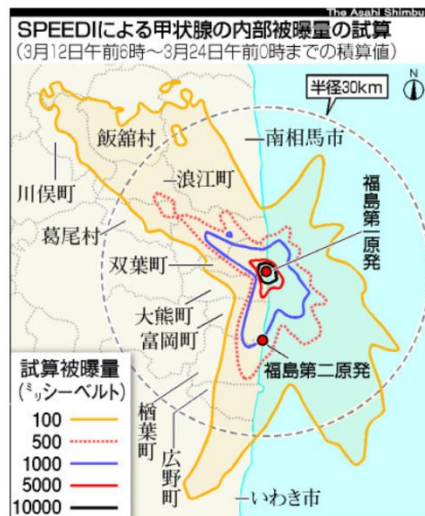 The Asahi Shimbun
SPEEDIによる甲状腺の内部被曝量の試算
(3月12日午前6時～3月24日午前0時までの積算値)
N
半径30km
飯舘村
南相馬市
川俣町
浪江町
福島第一原発
葛尾村
双葉町
大熊町
富岡町
福島第二原発
楢葉町
広野町
いわき市
試算被曝量
(ミリシーベルト)
100
500
1000
5000
10000